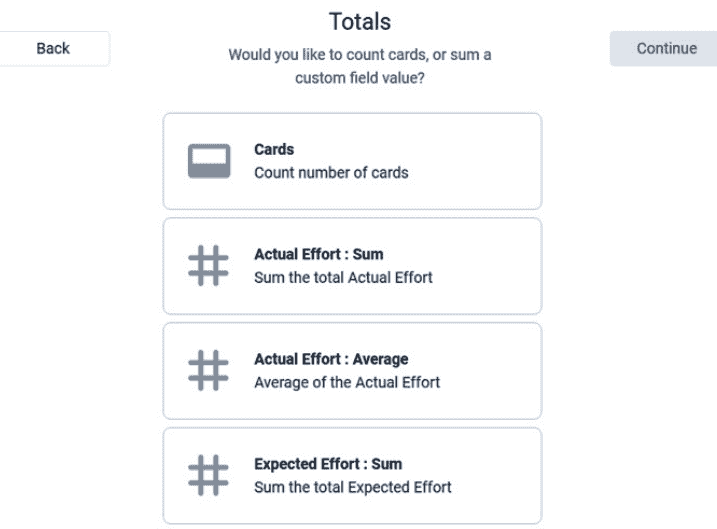 Totals
Back
Would you like to count cards, or sum a
custom field value?
Continue
Cards
Count number of cards
Actual Effort : Sum
Sum the total Actual Effort
Actual Effort : Average
Average of the Actual Effort
Expected Effort : Sum
Sum the total Expected Effort